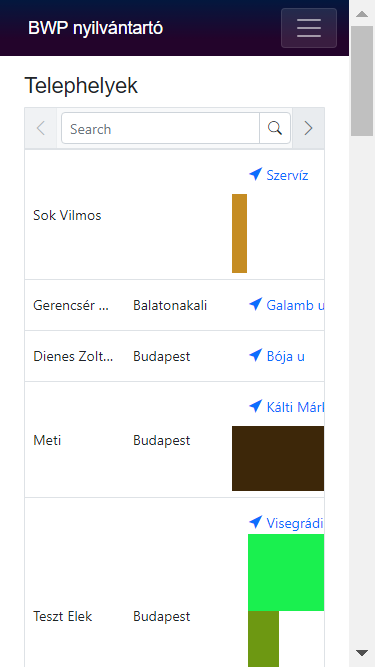 BWP nyilvántartó
Telephelyek
Search
Szervíz
Sok Vilmos
Gerencsér ... Balatonakali Galamb u
Dienes Zolt... Budapest Bója u
Kálti Márk
Meti Budapest
Visegrádi
Teszt Elek Budapest